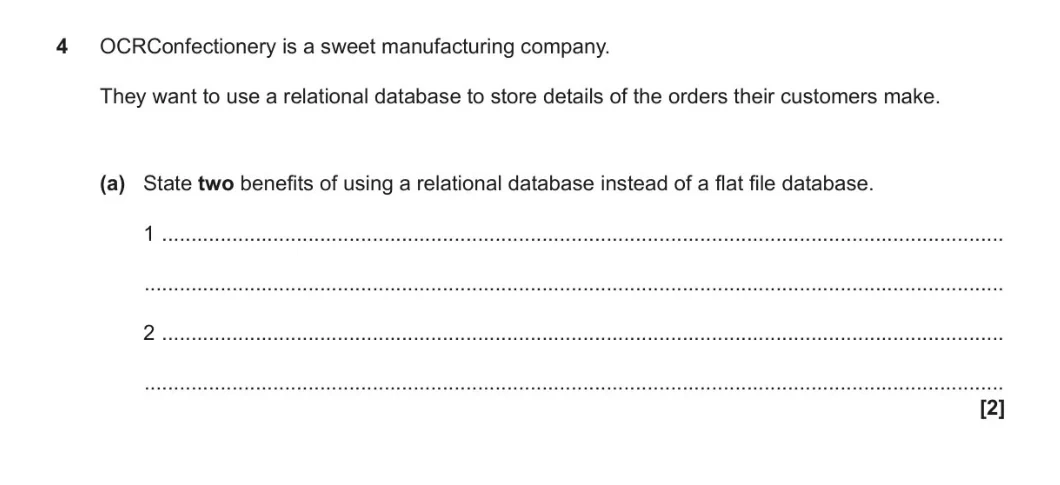 4 OCRConfectionery is a sweet manufacturing company.
They want to use a relational database to store details of the orders their customers make.
(a) State two benefits of using a relational database instead of a flat file database.
1 ....................................................................................................................................................
.......................................................................................................................................................
2 ....................................................................................................................................................
.......................................................................................................................................................
[2]